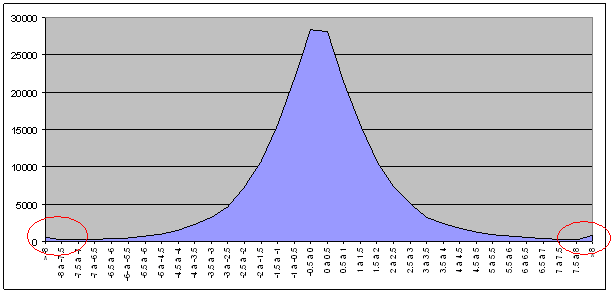 30000
25000
20000
15000
10000
5000
0
-8
-8 à -7.5
-7.5 à -7
-7 à -6.5
-6.5 à -6
-6 à -5.5
-5.5 à -5
-5 à -4.5
-4.5 à -4
-4 à -3.5
-3.5 à -3
-3 à -2.5
-2.5 à -2
-2 à -1.5
-1.5 à -1
-1 à -0.5
-0.5 à 0
0 à 0.5
0.5 à 1
1 à 1.5
1.5 à 2
2 à 2.5
2.5 à 3
3 à 3.5
3.5 à 4
4 à 4.5
4.5 à 5
5 à 5.5
5.5 à 6
6 à 6.5
6.5 à 7
7 à 7.5
7.5 à 8
8